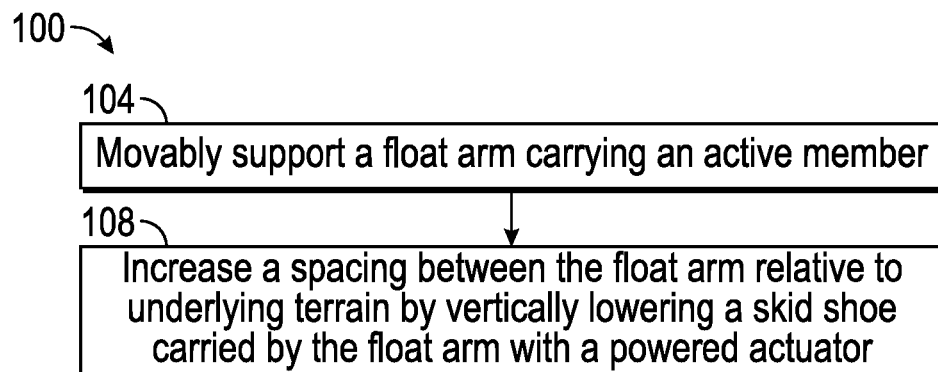 100
104
Movably support a float arm carrying an active member
108
Increase a spacing between the float arm relative to
underlying terrain by vertically lowering a skid shoe
carried by the float arm with a powered actuator